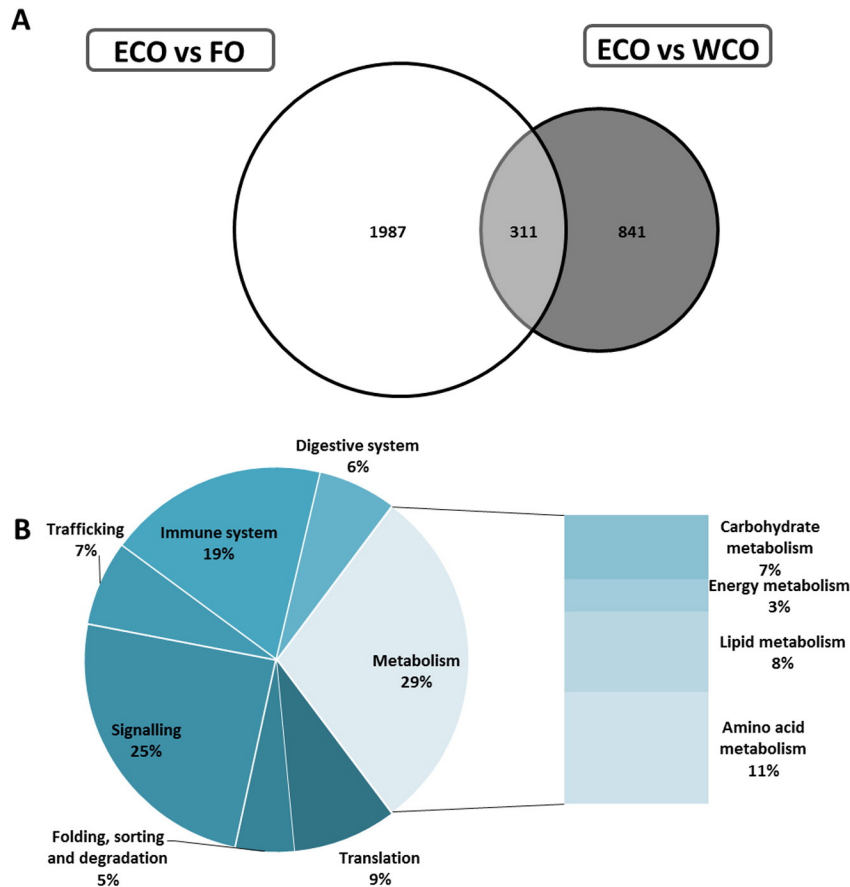 A
ECO vs FO
ECO vs WCO
1987
311
841
B
Digestive system
6%
Trafficking
7%
Immune system
19%
Metabolism
29%
Signalling
25%
Folding, sorting
and degradation
5%
Translation
9%
Carbohydrate
metabolism
7%
Energy metabolism
3%
Lipid metabolism
8%
Amino acid
metabolism
11%